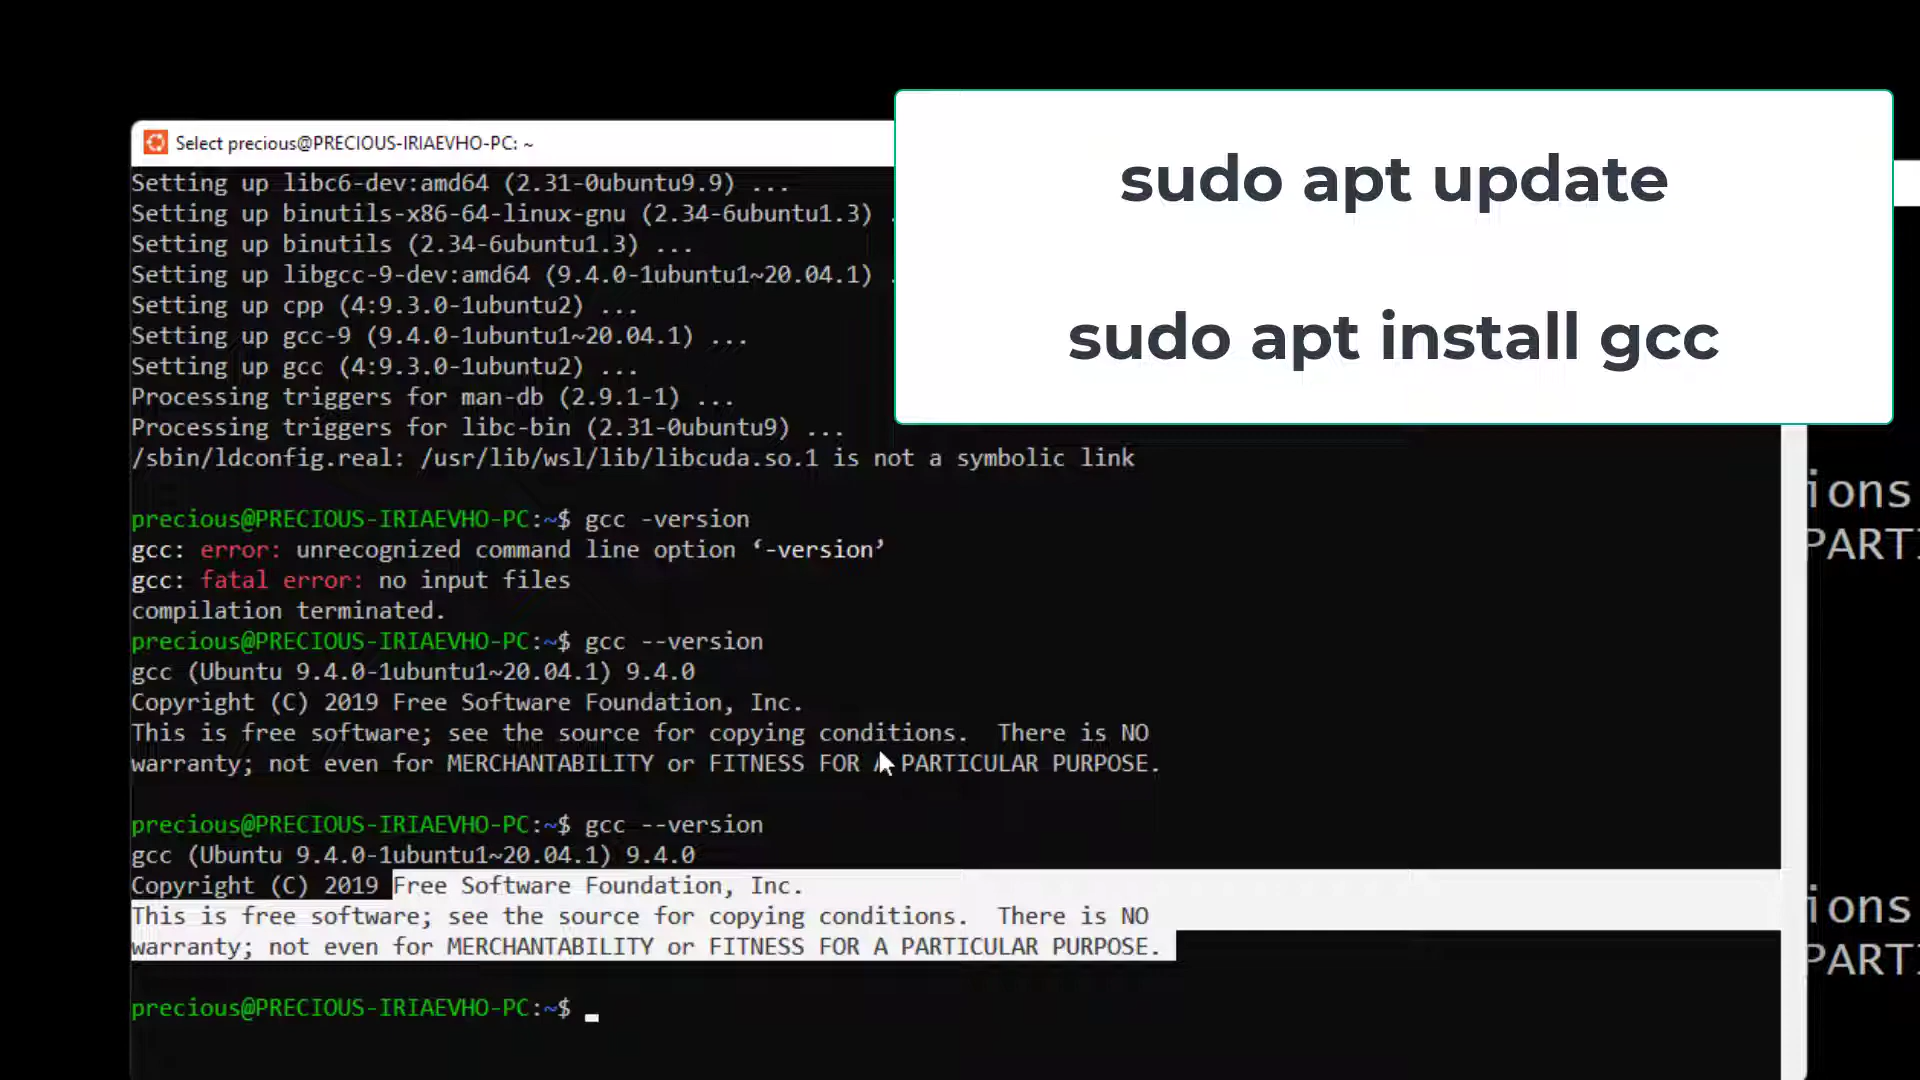 sudo apt update
sudo apt install gcc
Select precious@PRECIOUS-IRIAEVHO-PC: ~
Setting up libc6-dev:amd64 (2.31-0ubuntu9.9) ...
Setting up binutils-x86-64-linux-gnu (2.34-6ubuntu1.3) .
Setting up binutils (2.34-6ubuntu1.3) ...
Setting up libgcc-9-dev:amd64 (9.4.0-1ubuntu1~20.04.1) .
Setting up cpp (4:9.3.0-1ubuntu2) ...
Setting up gcc-9 (9.4.0-1ubuntu1~20.04.1) ...
Setting up gcc (4:9.3.0-1ubuntu2) ...
Processing triggers for man-db (2.9.1-1) ...
Processing triggers for libc-bin (2.31-0ubuntu9) ...
/sbin/ldconfig.real: /usr/lib/wsl/lib/libcuda.so.1 is not a symbolic link
precious@PRECIOUS-IRIAEVHO-PC:~$ gcc -version
gcc: error: unrecognized command line option ‘-version’
gcc: fatal error: no input files
compilation terminated.
precious@PRECIOUS-IRIAEVHO-PC:~$ gcc --version
gcc (Ubuntu 9.4.0-1ubuntu1~20.04.1) 9.4.0
Copyright (C) 2019 Free Software Foundation, Inc.
This is free software; see the source for copying conditions.  There is NO
warranty; not even for MERCHANTABILITY or FITNESS FOR A PARTICULAR PURPOSE.
precious@PRECIOUS-IRIAEVHO-PC:~$ gcc --version
gcc (Ubuntu 9.4.0-1ubuntu1~20.04.1) 9.4.0
Copyright (C) 2019 Free Software Foundation, Inc.
This is free software; see the source for copying conditions.  There is NO
warranty; not even for MERCHANTABILITY or FITNESS FOR A PARTICULAR PURPOSE.
precious@PRECIOUS-IRIAEVHO-PC:~$
ions
PARTI
ions
PARTI